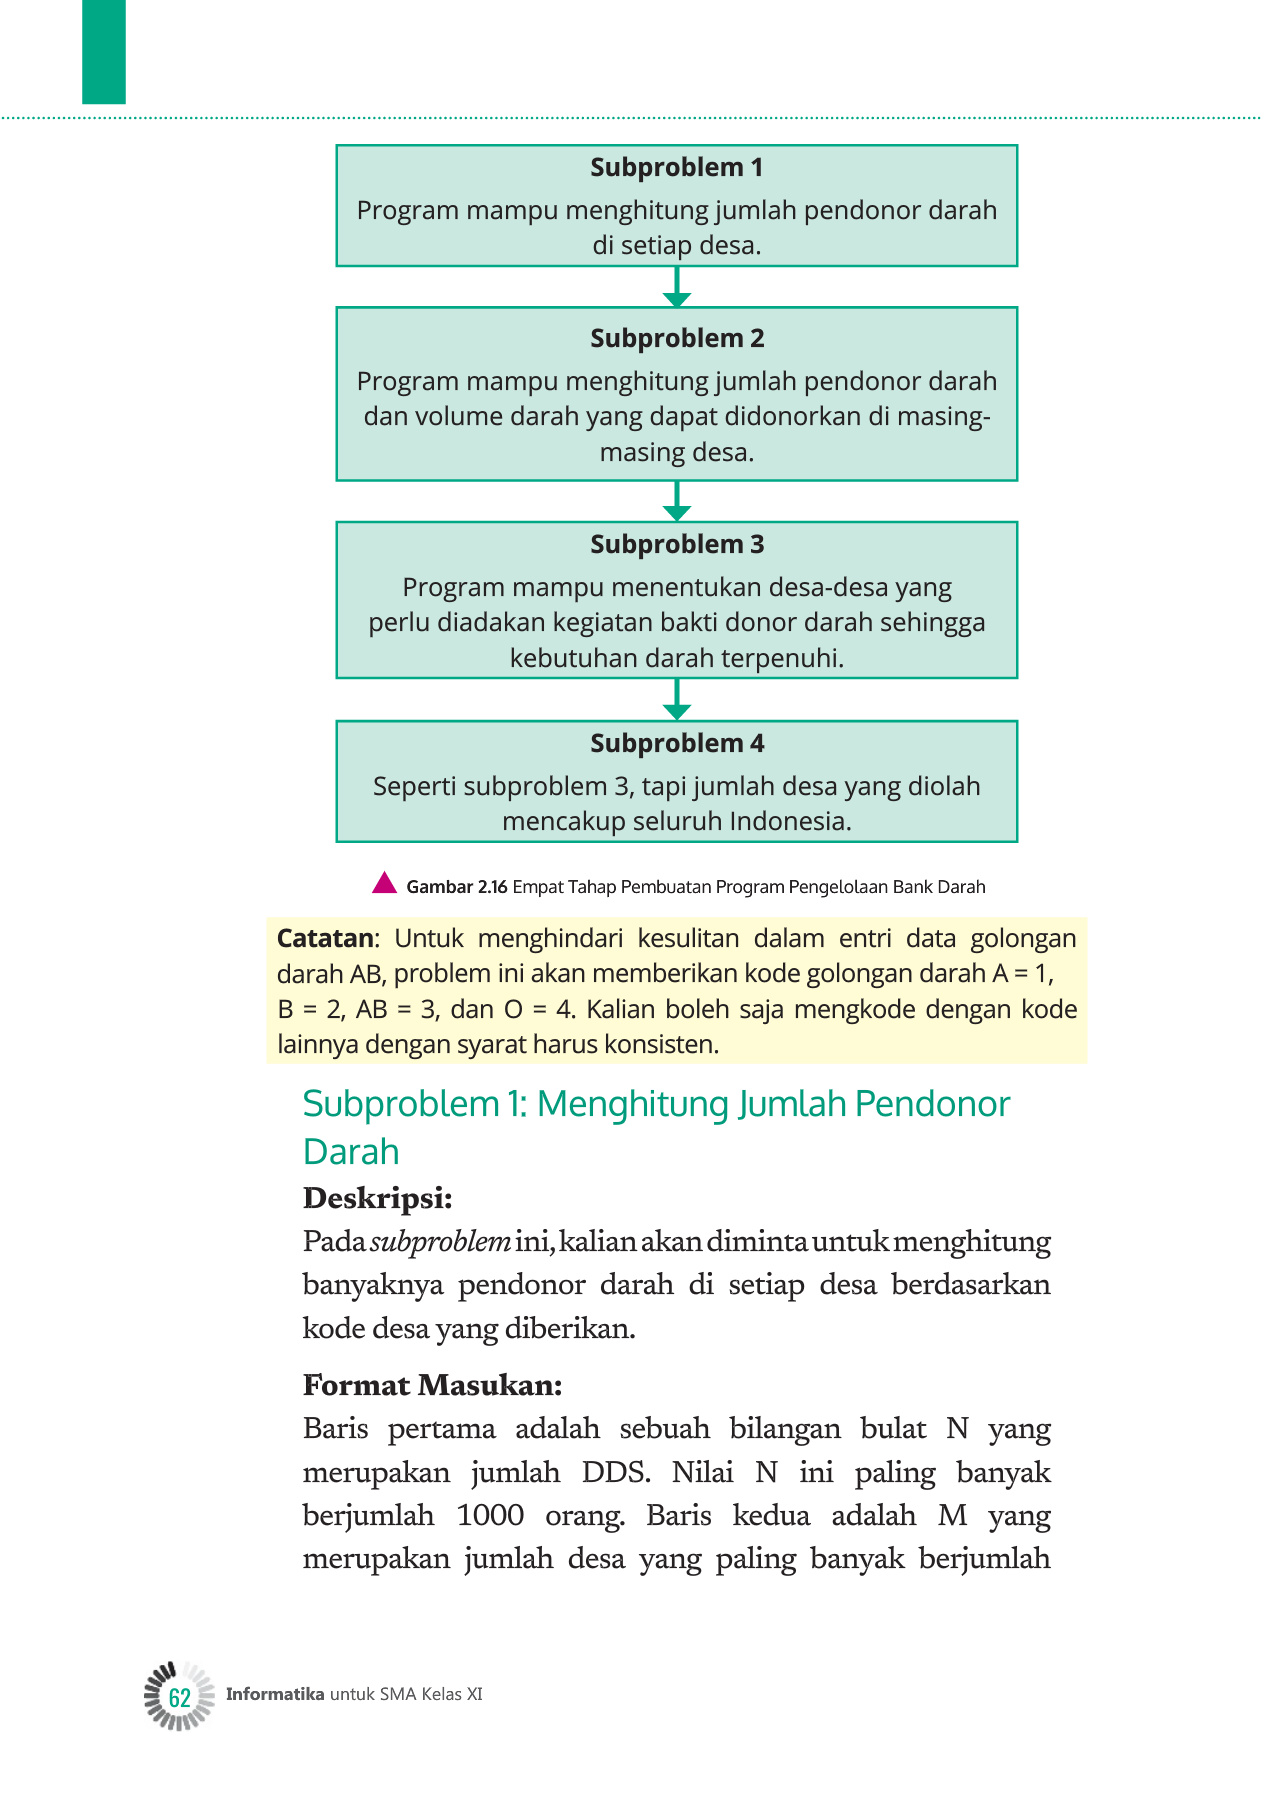 Subproblem 1
Program mampu menghitung jumlah pendonor darah
di setiap desa.
Subproblem 2
Program mampu menghitung jumlah pendonor darah
dan volume darah yang dapat didonorkan di masing-
masing desa.
Subproblem 3
Program mampu menentukan desa-desa yang
perlu diadakan kegiatan bakti donor darah sehingga
kebutuhan darah terpenuhi.
Subproblem 4
Seperti subproblem 3, tapi jumlah desa yang diolah
mencakup seluruh Indonesia.
Gambar 2.16 Empat Tahap Pembuatan Program Pengelolaan Bank Darah
Catatan: Untuk menghindari kesulitan dalam entri data golongan
darah AB, problem ini akan memberikan kode golongan darah A = 1,
B = 2, AB = 3, dan O = 4. Kalian boleh saja mengkode dengan kode
lainnya dengan syarat harus konsisten.
Subproblem 1: Menghitung Jumlah Pendonor
Darah
Deskripsi:
Pada subproblem ini, kalian akan diminta untuk menghitung
banyaknya pendonor darah di setiap desa berdasarkan
kode desa yang diberikan.
Format Masukan:
Baris pertama adalah sebuah bilangan bulat N yang
merupakan jumlah DDS. Nilai N ini paling banyak
berjumlah 1000 orang. Baris kedua adalah M yang
merupakan jumlah desa yang paling banyak berjumlah
62 Informatika untuk SMA Kelas XI